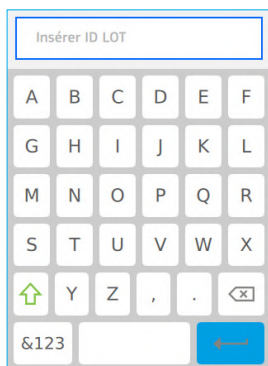 Insérer ID LOT
A B C D E F
G H I J K L
M N O P Q R
S T U V W X
Y Z , .
&123